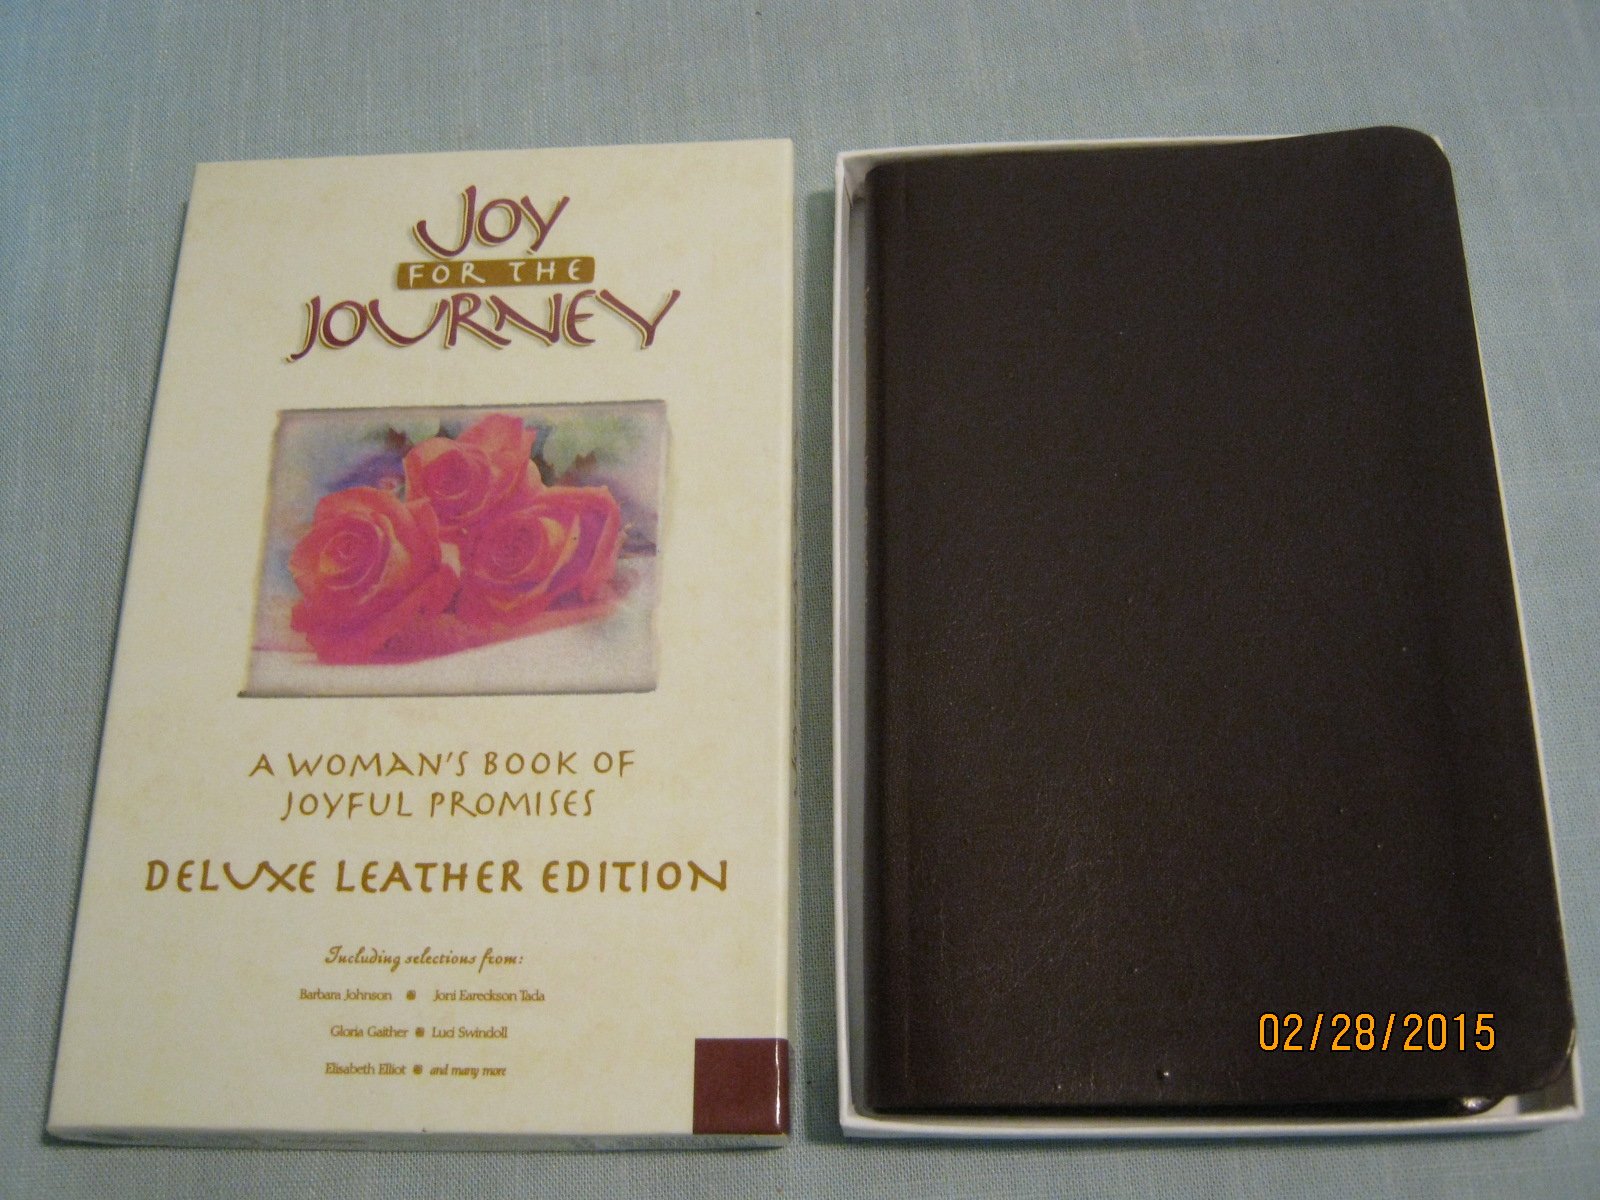 JOY
FOR THE
JOURNEY
A WOMAN'S BOOK OF
JOYFUL PROMISES
DELUXE LEATHER EDITION
Including selections from:
Barbara Johnson Joni Eareckson Tada
Gloria Gaither Luci Swindoll
Elisabeth Elliot and many more
02/28/2015